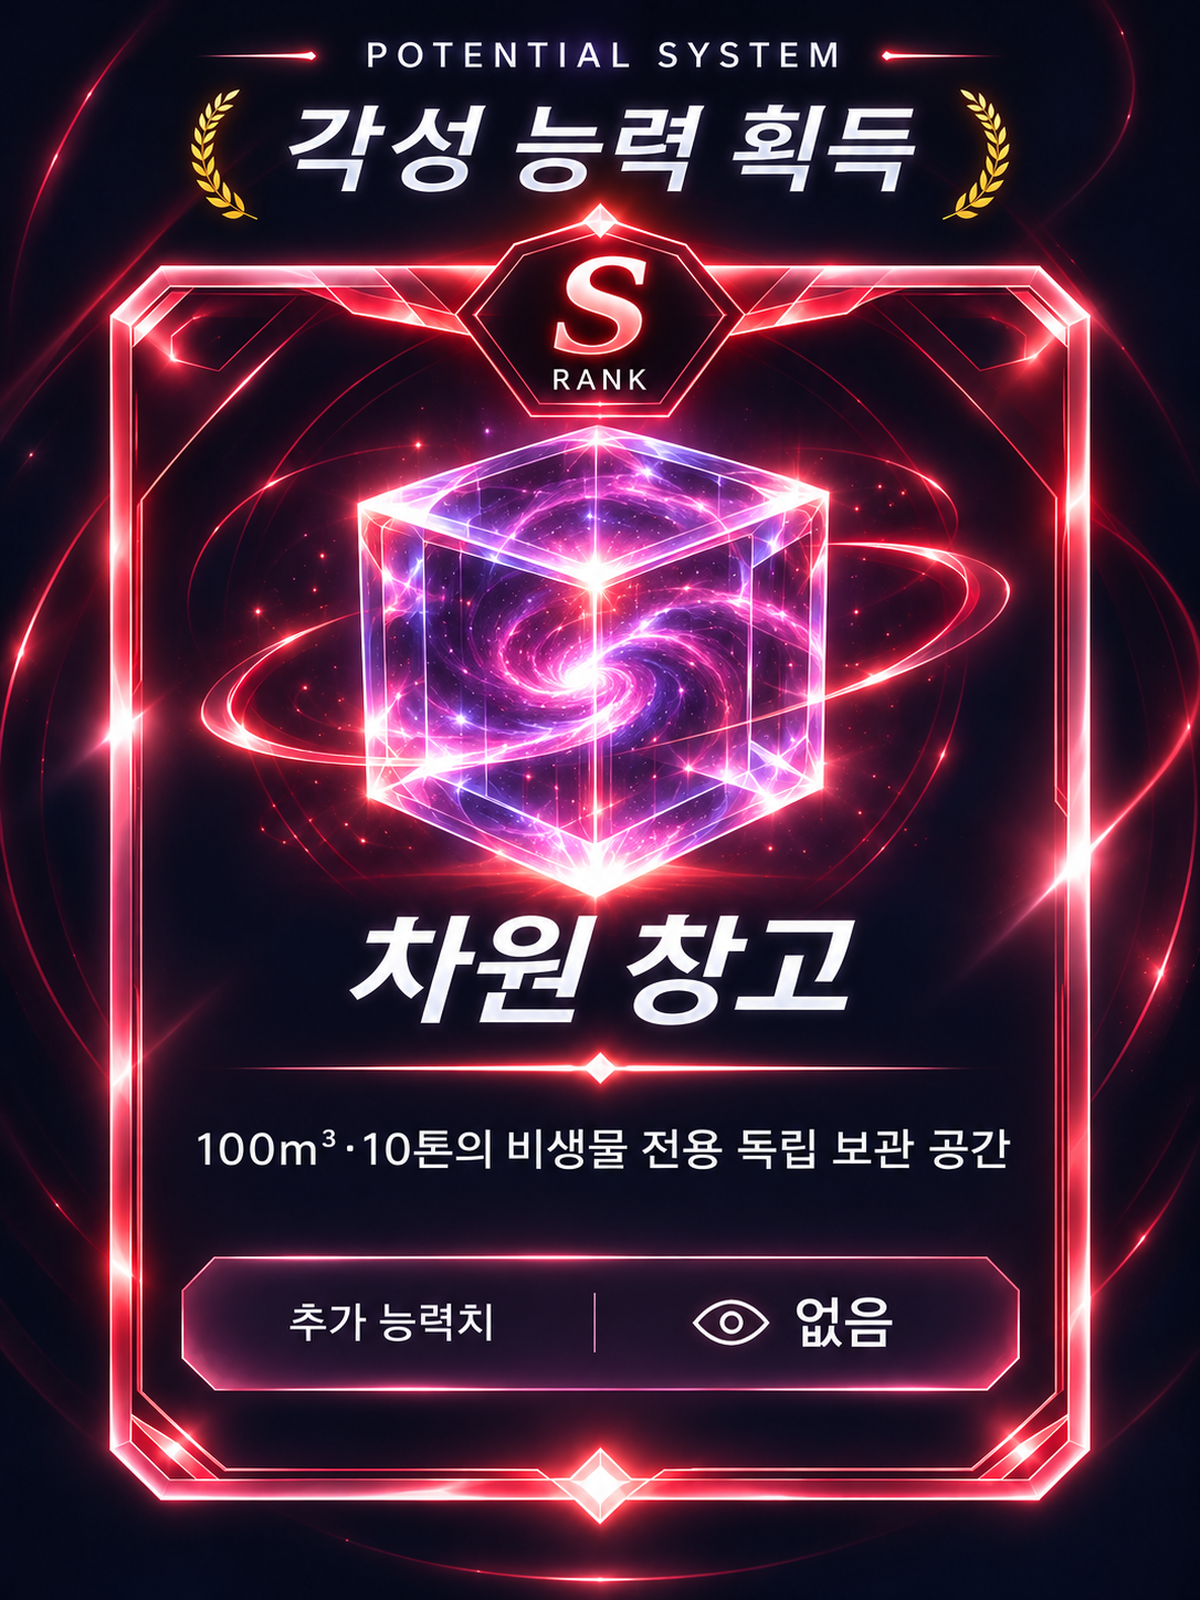 POTENTIAL SYSTEM
각성 능력 획득
S
RANK
차원 창고
100m³·10톤의 비생물 전용 독립 보관 공간
추가 능력치
없음